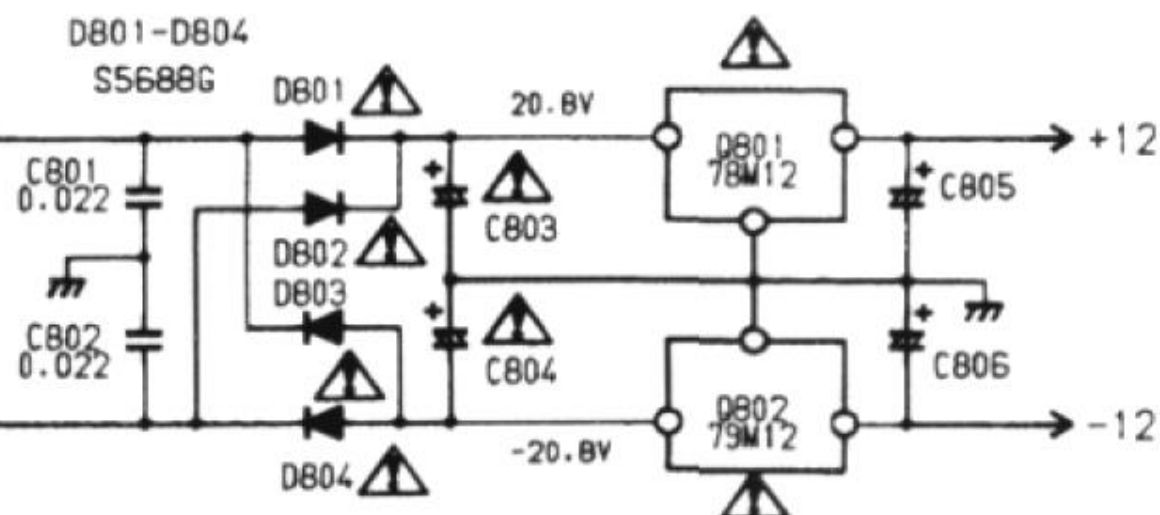 D801-D804
S5688G
D801
20.8V
+12
C801
0.022
Q801
78M12
+
C803
+
C805
D802
D803
C802
0.022
+
C804
+
C806
Q802
79M12
-12
-20.8V
D804